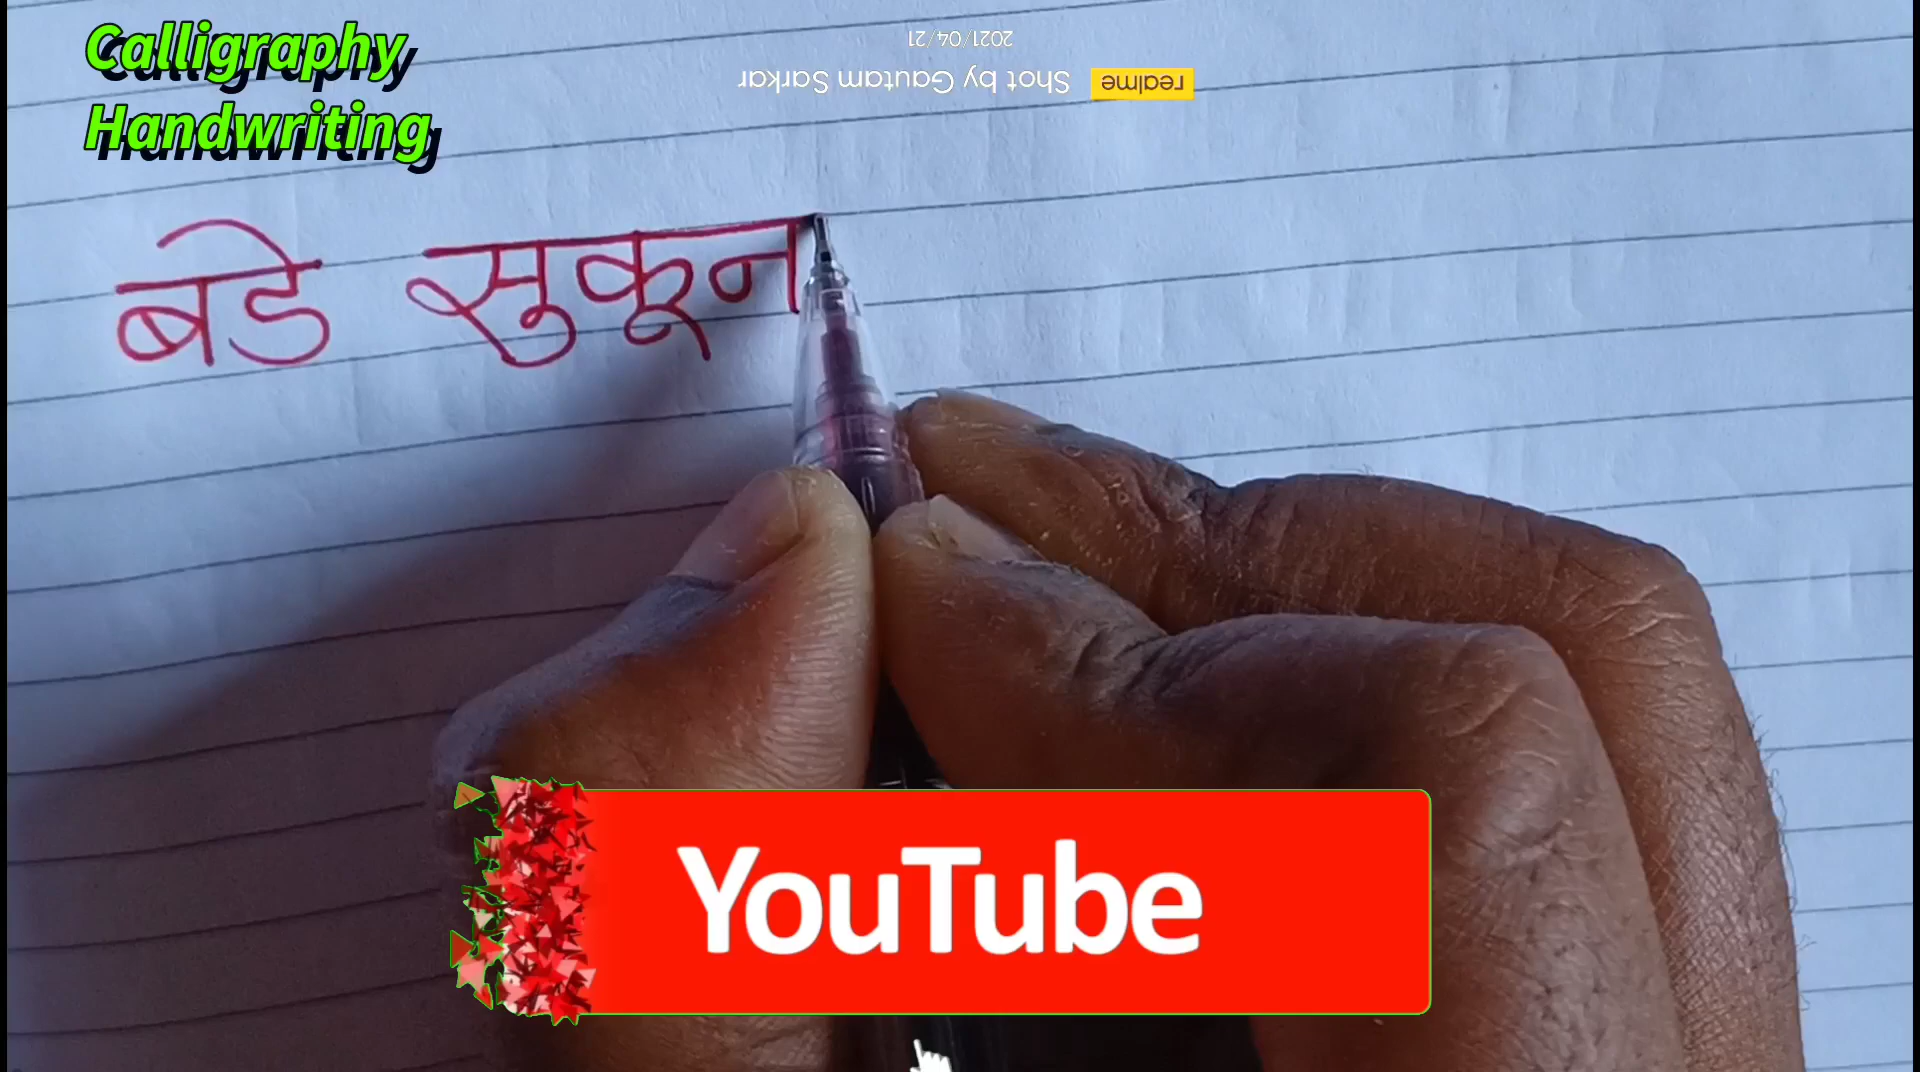 Calligraphy
Handwriting
2021/04/21
Shot by Gautam Sarkar
realme
बडे सुकून
YouTube